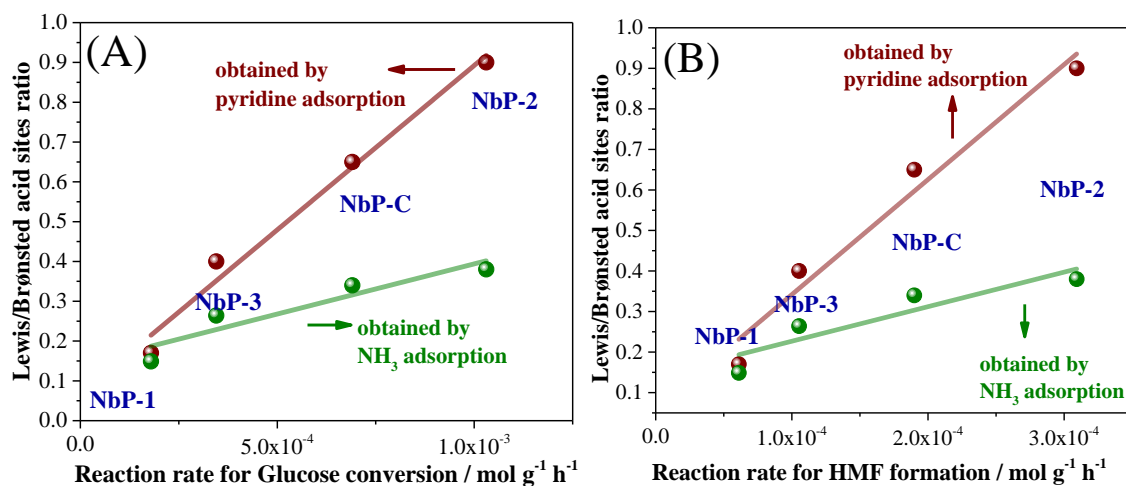 (A)
obtained by
pyridine adsorption
NbP-2
NbP-C
NbP-3
obtained by
NH₃ adsorption
NbP-1
Lewis/Brønsted acid sites ratio
1.0
0.9
0.8
0.7
0.6
0.5
0.4
0.3
0.2
0.1
0.0
0.0
5.0x10⁻⁴
1.0x10⁻³
Reaction rate for Glucose conversion / mol g⁻¹ h⁻¹
(B)
obtained by
pyridine adsorption
NbP-2
NbP-C
NbP-3
NbP-1
obtained by
NH₃ adsorption
Lewis/Brønsted acid sites ratio
1.0
0.9
0.8
0.7
0.6
0.5
0.4
0.3
0.2
0.1
0.0
1.0x10⁻⁴
2.0x10⁻⁴
3.0x10⁻⁴
Reaction rate for HMF formation / mol g⁻¹ h⁻¹